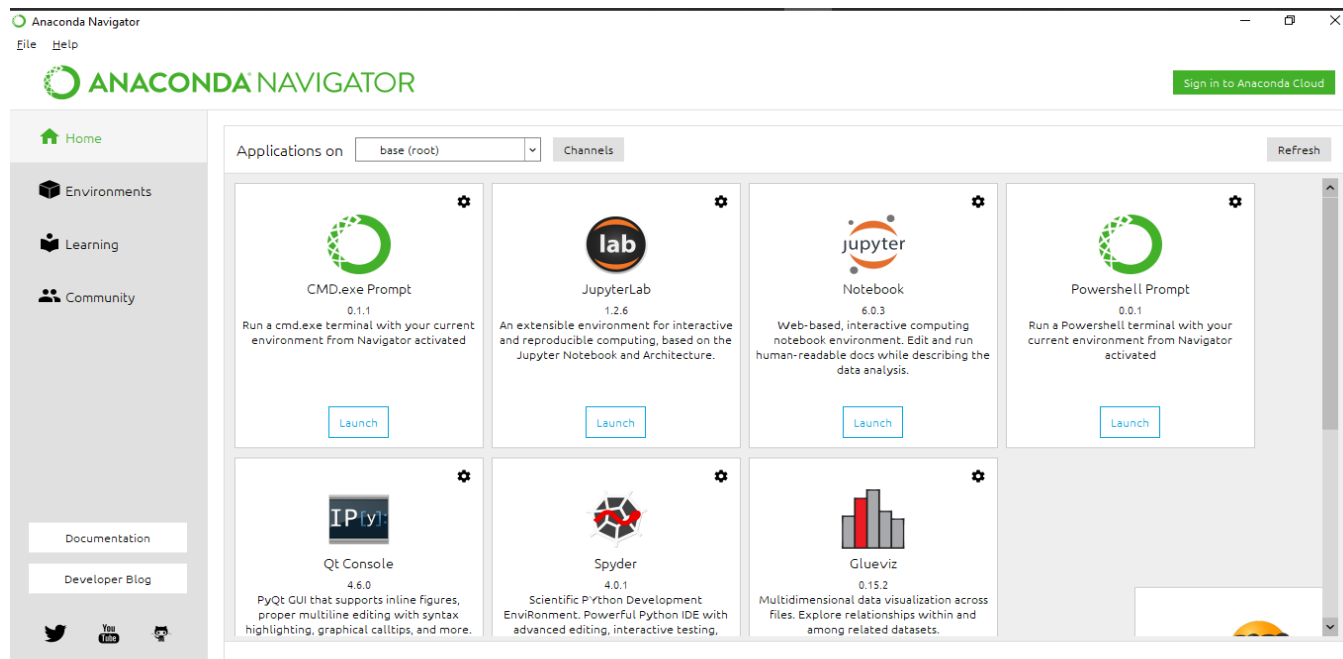 Anaconda Navigator
File Help
ANACONDA NAVIGATOR
Sign in to Anaconda Cloud
Home
Environments
Learning
Community
Documentation
Developer Blog
You
Tube
Applications on base (root) Channels Refresh
CMD.exe Prompt
0.1.1
Run a cmd.exe terminal with your current
environment from Navigator activated
Launch
lab
JupyterLab
1.2.6
An extensible environment for interactive
and reproducible computing, based on the
Jupyter Notebook and Architecture.
Launch
jupyter
Notebook
6.0.3
Web-based, interactive computing
notebook environment. Edit and run
human-readable docs while describing the
data analysis.
Launch
Powershell Prompt
0.0.1
Run a Powershell terminal with your
current environment from Navigator
activated
Launch
IP[y]:
Qt Console
4.6.0
PyQt GUI that supports inline figures,
proper multiline editing with syntax
highlighting, graphical calltips, and more.
Spyder
4.0.1
Scientific PYthon Development
EnviRonment. Powerful Python IDE with
advanced editing, interactive testing,
Glueviz
0.15.2
Multidimensional data visualization across
files. Explore relationships within and
among related datasets.